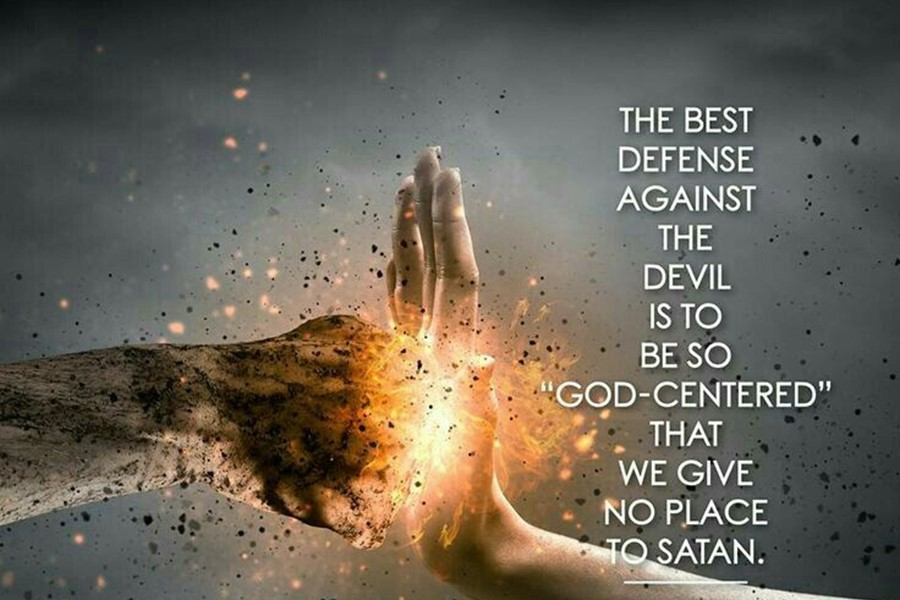 THE BEST
DEFENSE
AGAINST
THE
DEVIL
IS TO
BE SO
“GOD-CENTERED”
THAT
WE GIVE
NO PLACE
TO SATAN.